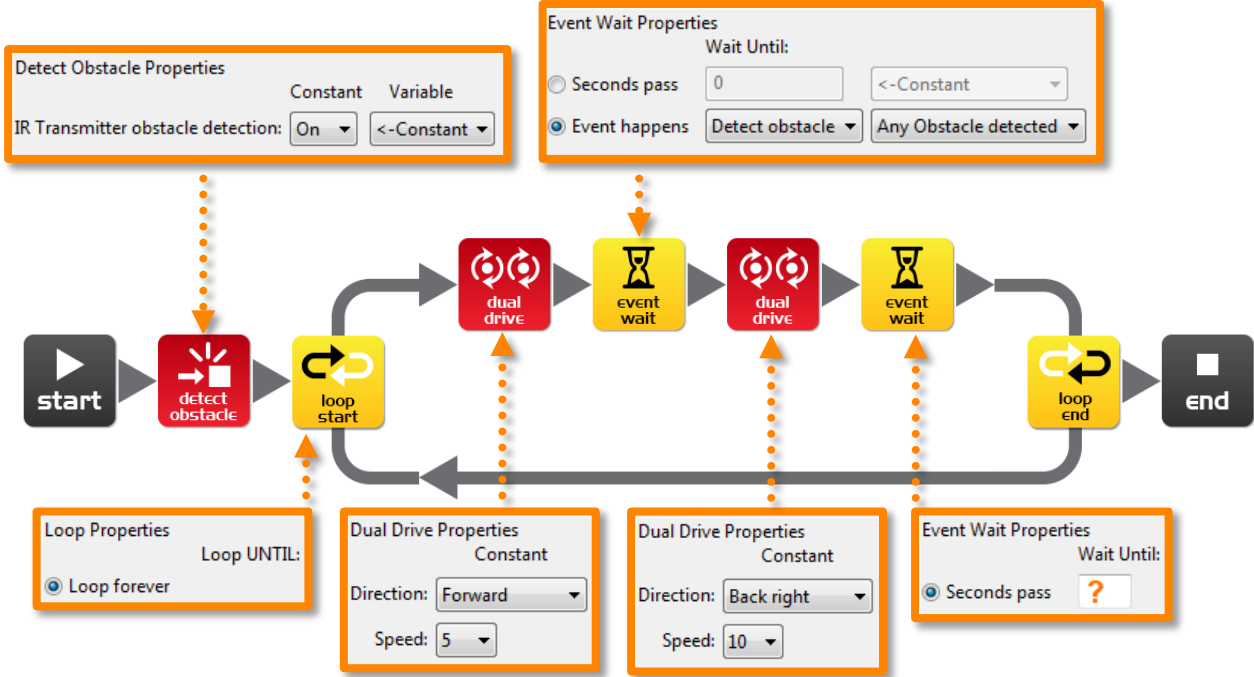 Detect Obstacle Properties
Constant Variable
IR Transmitter obstacle detection: On <-Constant
Event Wait Properties
Wait Until:
Seconds pass 0 <-Constant
Event happens Detect obstacle Any Obstacle detected
start
detect
obstacle
loop
start
dual
drive
event
wait
dual
drive
event
wait
loop
end
end
Loop Properties
Loop UNTIL:
Loop forever
Dual Drive Properties
Constant
Direction: Forward
Speed: 5
Dual Drive Properties
Constant
Direction: Back right
Speed: 10
Event Wait Properties
Wait Until:
Seconds pass ?